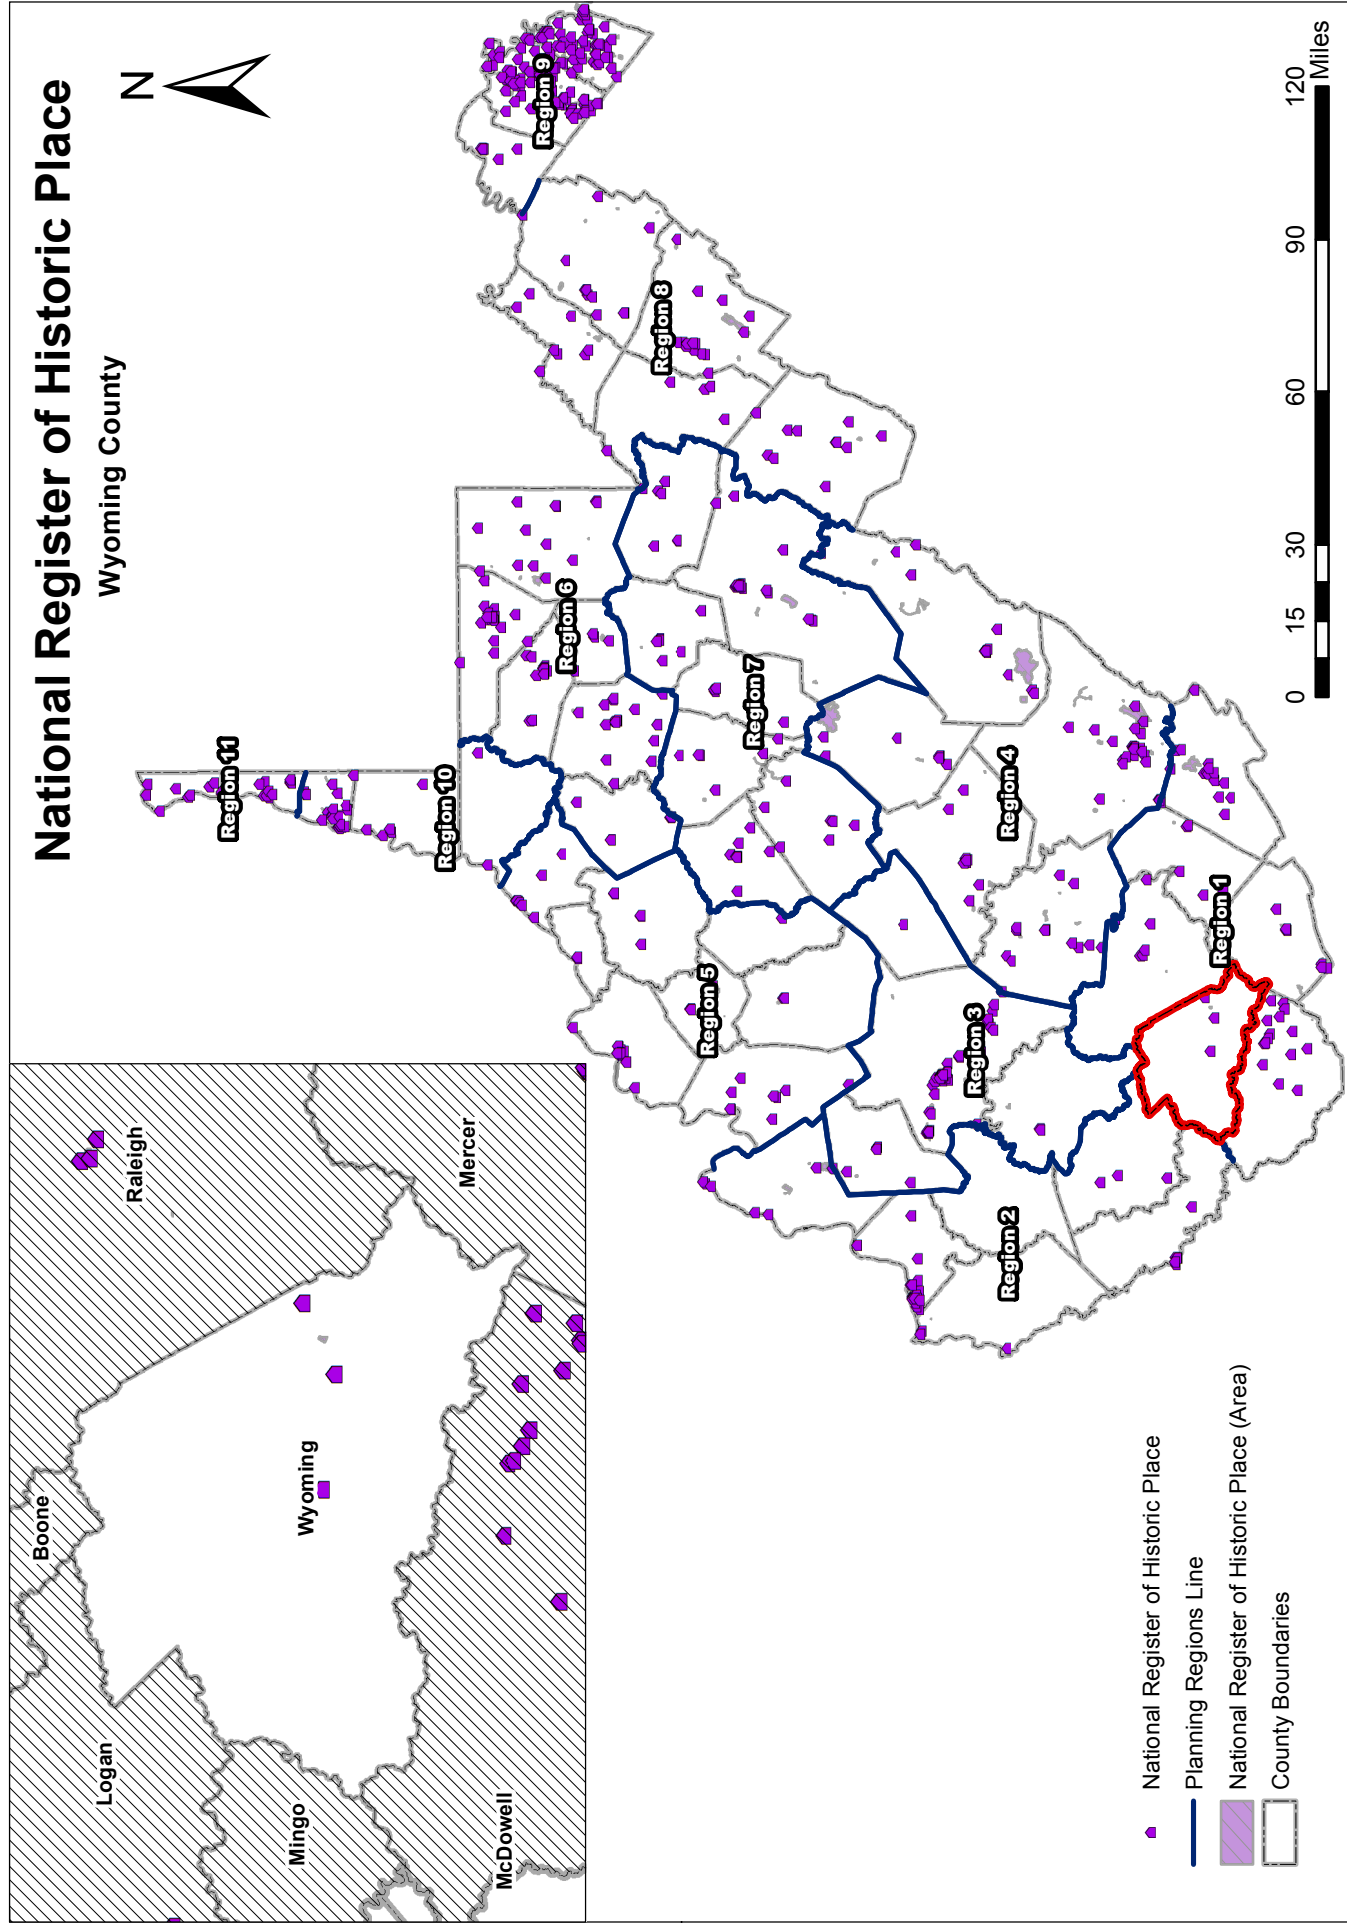 National Register of Historic Place
Wyoming County
N
Boone
Logan
Raleigh
Wyoming
Mingo
McDowell
Mercer
Region 11
Region 10
Region 9
Region 6
Region 8
Region 5
Region 7
Region 3
Region 4
Region 2
Region 1
National Register of Historic Place
Planning Regions Line
National Register of Historic Place (Area)
County Boundaries
0 15 30 60 90 120
Miles